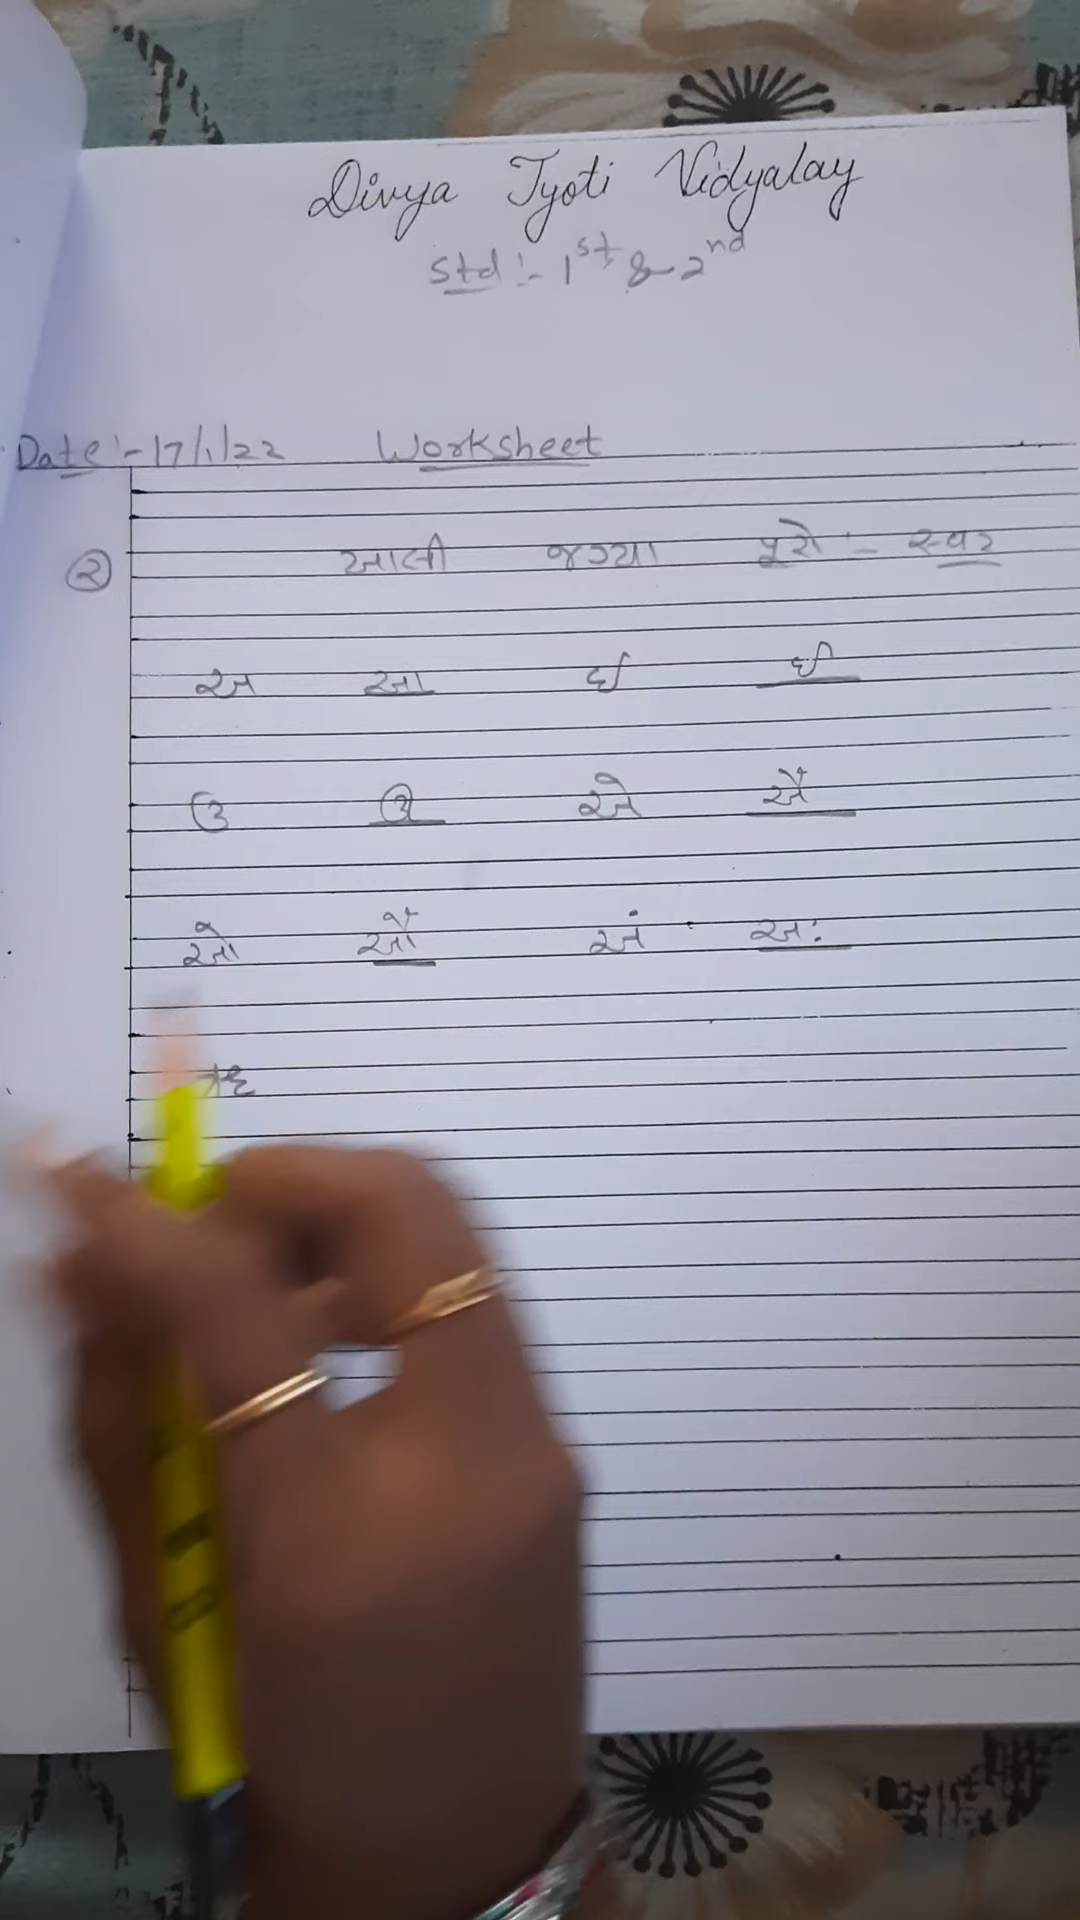 Divya Jyoti Vidyalay
Std :- 1st & 2nd
Date :- 17/1/22 Worksheet
૨ ખાલી જગ્યા પૂરો :- સ્વર
અ આ ઇ ઈ
ઉ ઊ એ ઐ
ઓ ઔ અં અઃ
ઋ